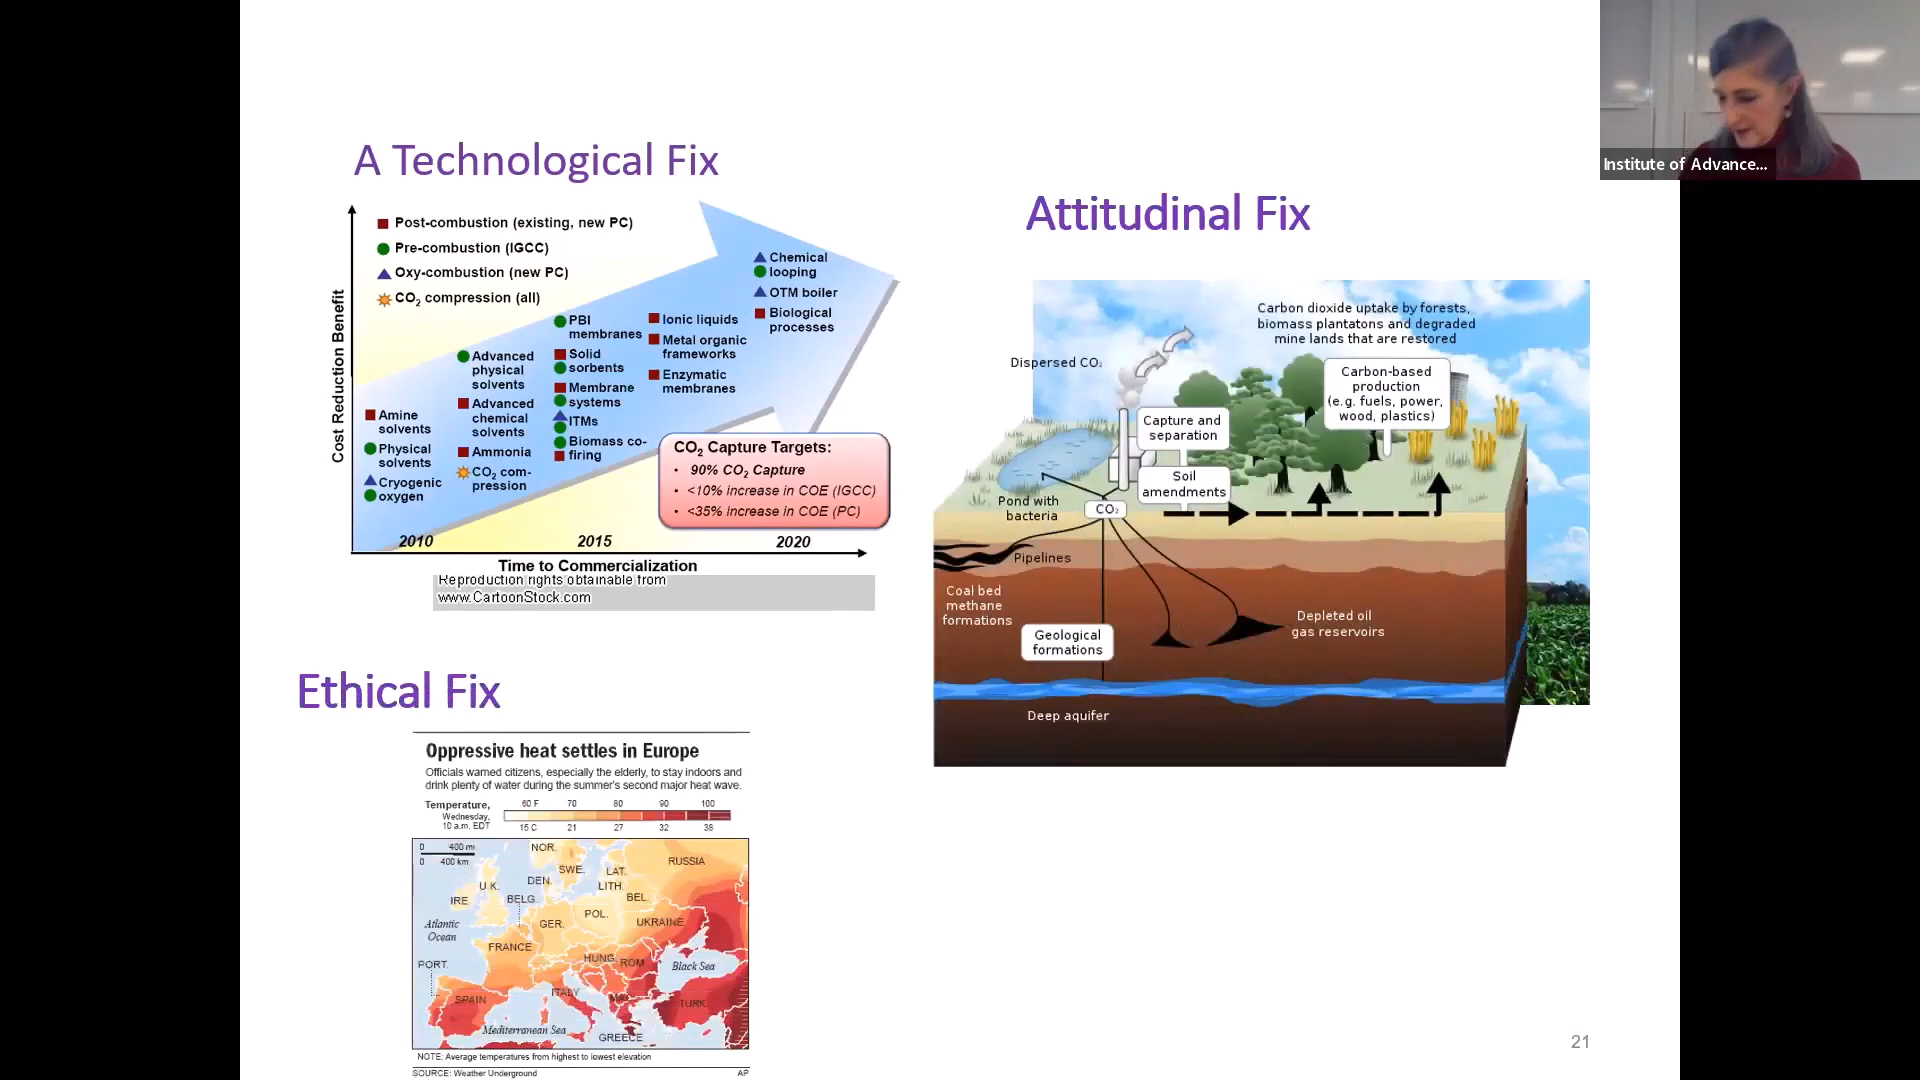 Institute of Advance...
A Technological Fix
Post-combustion (existing, new PC)
Pre-combustion (IGCC)
Oxy-combustion (new PC)
CO2 compression (all)
Cost Reduction Benefit
Amine
solvents
Physical
solvents
Cryogenic
oxygen
Advanced
physical
solvents
Advanced
chemical
solvents
Ammonia
CO2 com-
pression
PBI
membranes
Solid
sorbents
Membrane
systems
ITMs
Biomass co-
firing
Ionic liquids
Metal organic
frameworks
Enzymatic
membranes
Chemical
looping
OTM boiler
Biological
processes
CO2 Capture Targets:
• 90% CO2 Capture
• <10% increase in COE (IGCC)
• <35% increase in COE (PC)
2010 2015 2020
Time to Commercialization
Reproduction rights obtainable from
www.CartoonStock.com
Attitudinal Fix
Carbon dioxide uptake by forests,
biomass plantatons and degraded
mine lands that are restored
Dispersed CO2
Carbon-based
production
(e.g. fuels, power,
wood, plastics)
Capture and
separation
Soil
amendments
Pond with
bacteria
CO2
Pipelines
Coal bed
methane
formations
Geological
formations
Depleted oil
gas reservoirs
Deep aquifer
Ethical Fix
Oppressive heat settles in Europe
Officials warned citizens, especially the elderly, to stay indoors and
drink plenty of water during the summer's second major heat wave.
Temperature,
Wednesday,
10 a.m. EDT
60 F 70 80 90 100
15 C 21 27 32 38
0 400 mi
0 400 km
NOR.
SWE.
LAT.
RUSSIA
DEN.
LITH.
U.K.
IRE.
BELG.
BEL.
POL.
Atlantic
Ocean
GER.
UKRAINE
FRANCE
HUNG.
ROM.
PORT.
Black Sea
SPAIN
ITALY
MAC.
TURK.
Mediterranean Sea
GREECE
NOTE: Average temperatures from highest to lowest elevation
SOURCE: Weather Underground AP
21